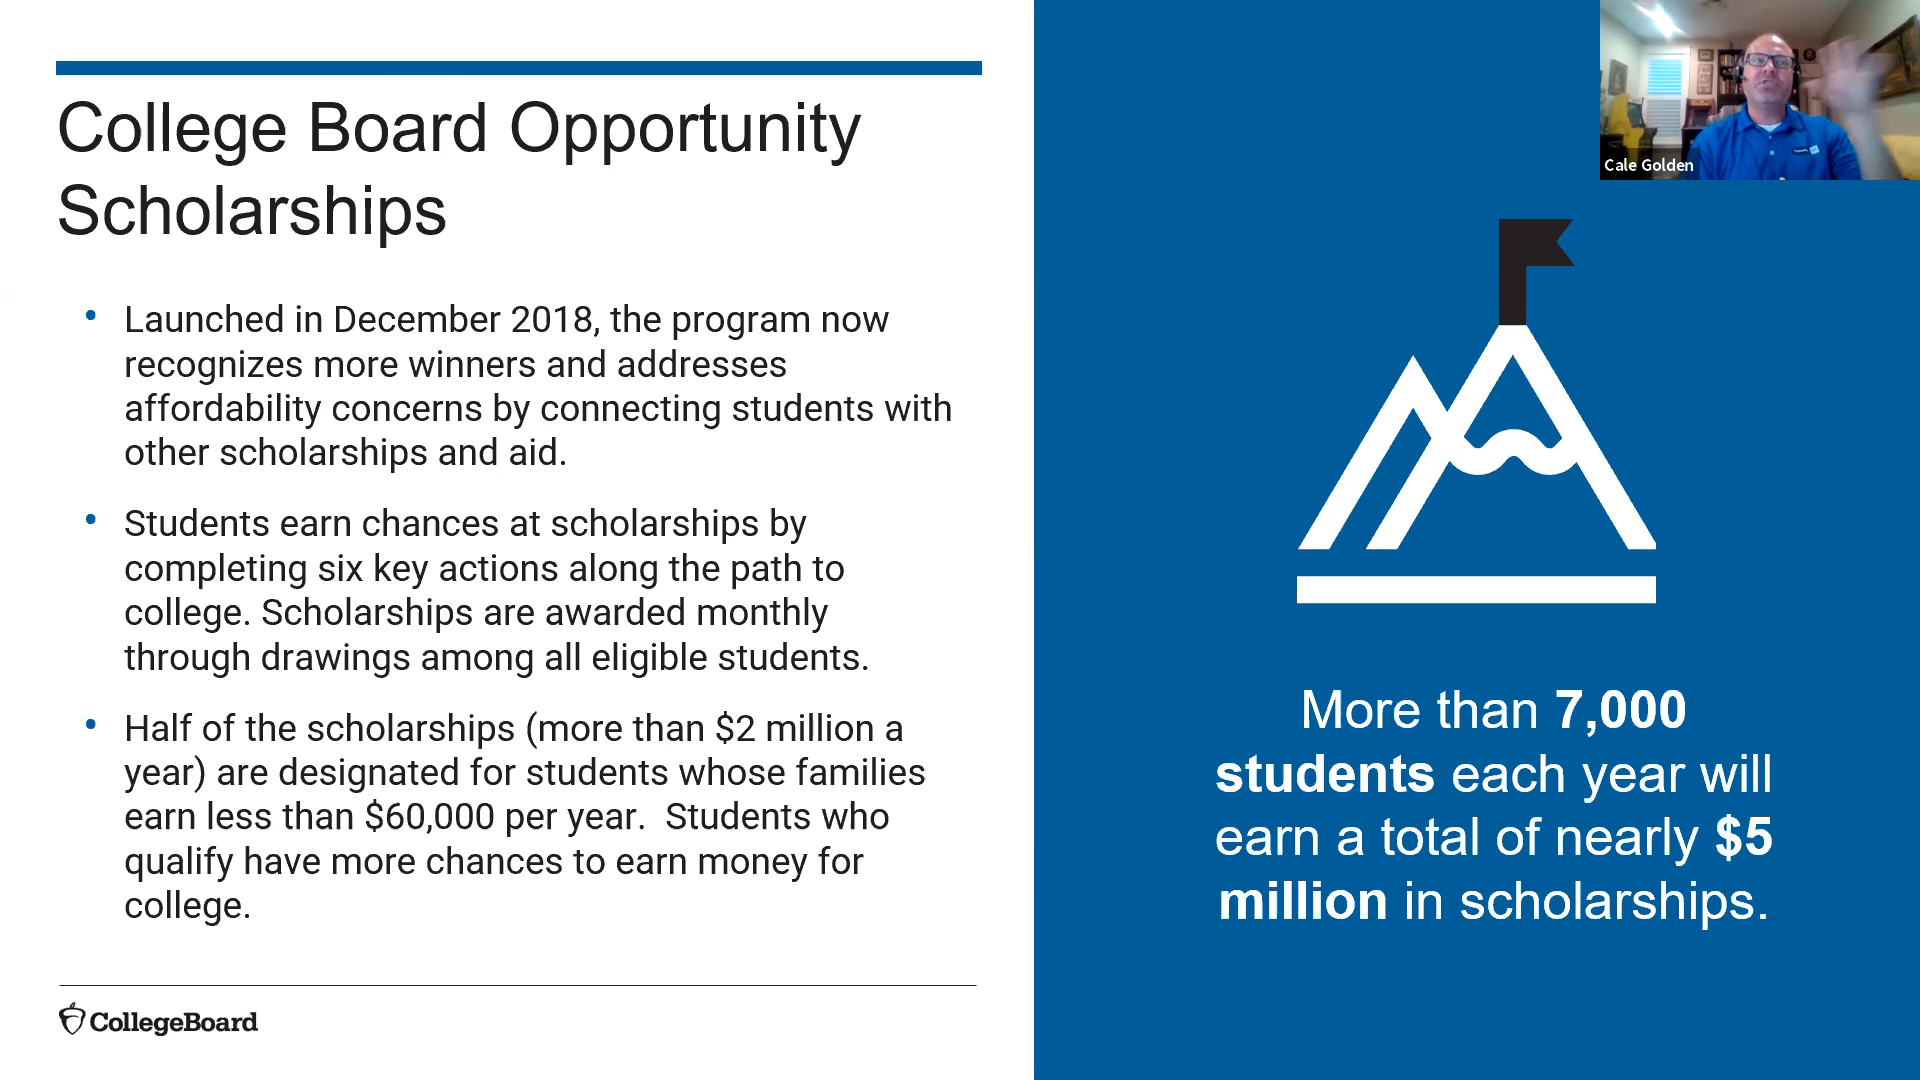 College Board Opportunity
Scholarships
• Launched in December 2018, the program now
recognizes more winners and addresses
affordability concerns by connecting students with
other scholarships and aid.
• Students earn chances at scholarships by
completing six key actions along the path to
college. Scholarships are awarded monthly
through drawings among all eligible students.
• Half of the scholarships (more than $2 million a
year) are designated for students whose families
earn less than $60,000 per year.  Students who
qualify have more chances to earn money for
college.
CollegeBoard
Cale Golden
More than 7,000
students each year will
earn a total of nearly $5
million in scholarships.